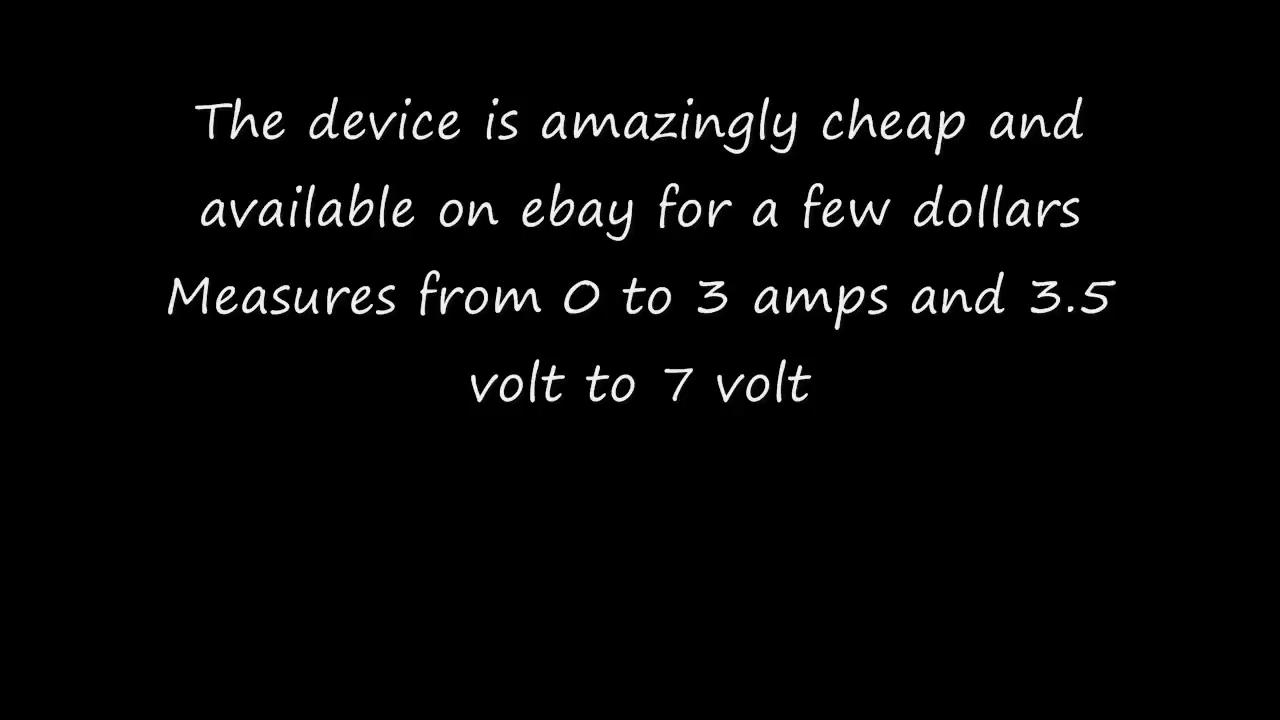 The device is amazingly cheap and
available on ebay for a few dollars
Measures from 0 to 3 amps and 3.5
volt to 7 volt